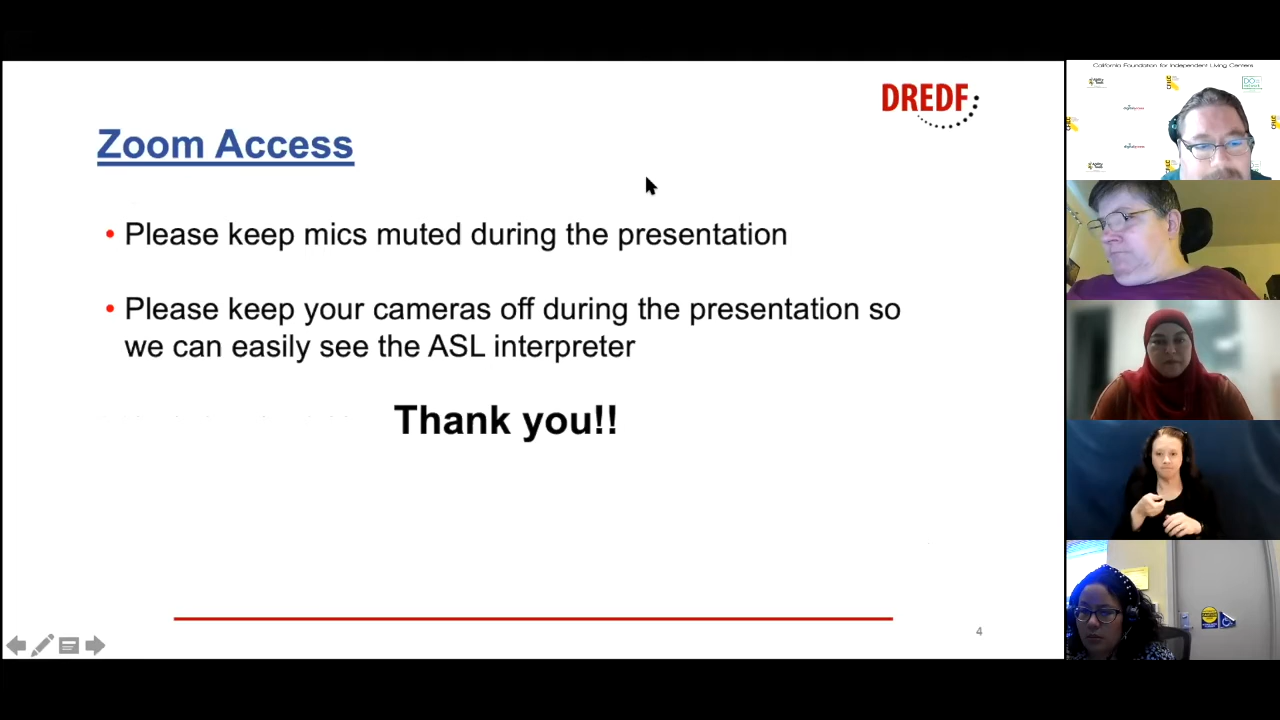 DREDF
Zoom Access
• Please keep mics muted during the presentation
• Please keep your cameras off during the presentation so
we can easily see the ASL interpreter
Thank you!!
4
California Foundation for Independent Living Centers